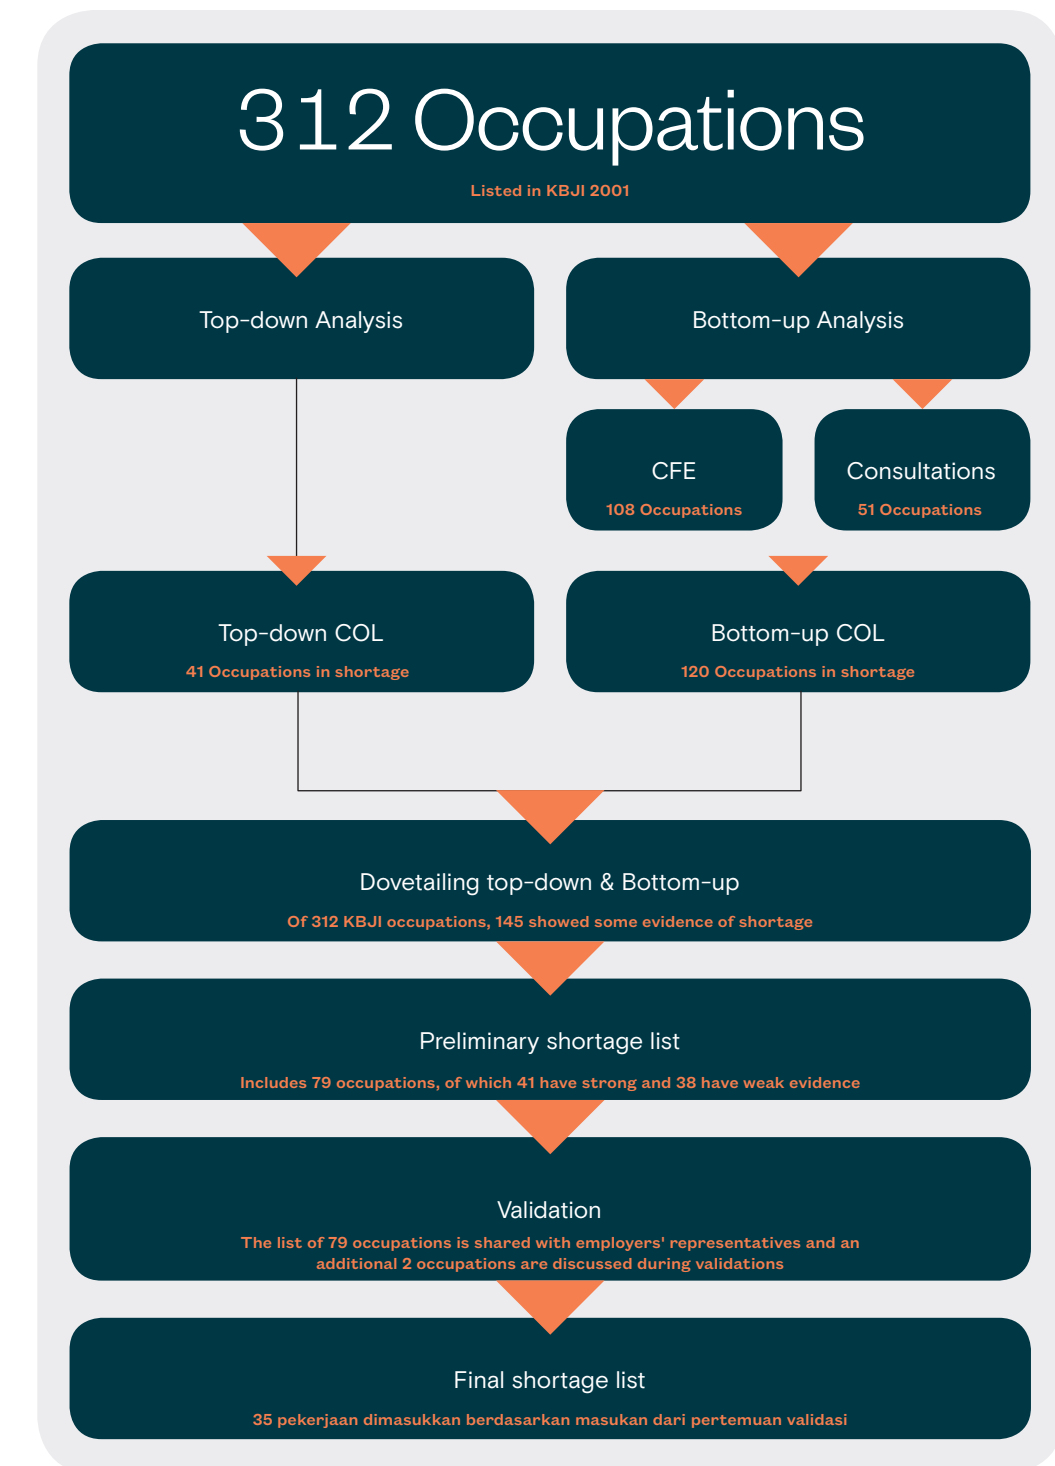 312 Occupations
Listed in KBJI 2001
Top-down Analysis
Bottom-up Analysis
CFE
108 Occupations
Consultations
51 Occupations
Top-down COL
41 Occupations in shortage
Bottom-up COL
120 Occupations in shortage
Dovetailing top-down & Bottom-up
Of 312 KBJI occupations, 145 showed some evidence of shortage
Preliminary shortage list
Includes 79 occupations, of which 41 have strong and 38 have weak evidence
Validation
The list of 79 occupations is shared with employers' representatives and an
additional 2 occupations are discussed during validations
Final shortage list
35 pekerjaan dimasukkan berdasarkan masukan dari pertemuan validasi